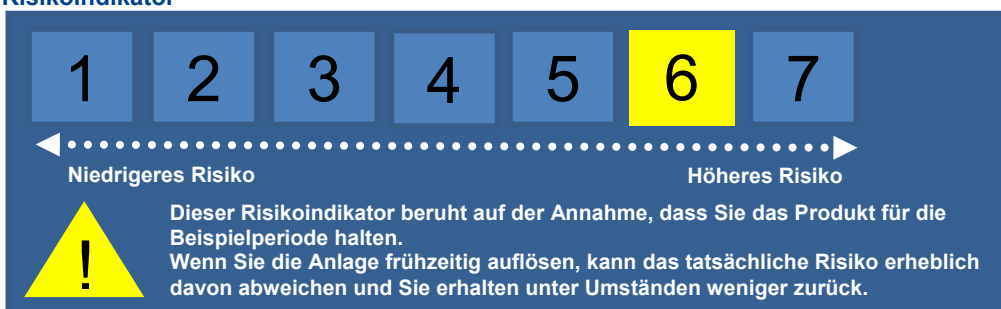 Risikoindikator
1 2 3 4 5 6 7
Niedrigeres Risiko Höheres Risiko
!
Dieser Risikoindikator beruht auf der Annahme, dass Sie das Produkt für die
Beispielperiode halten.
Wenn Sie die Anlage frühzeitig auflösen, kann das tatsächliche Risiko erheblich
davon abweichen und Sie erhalten unter Umständen weniger zurück.